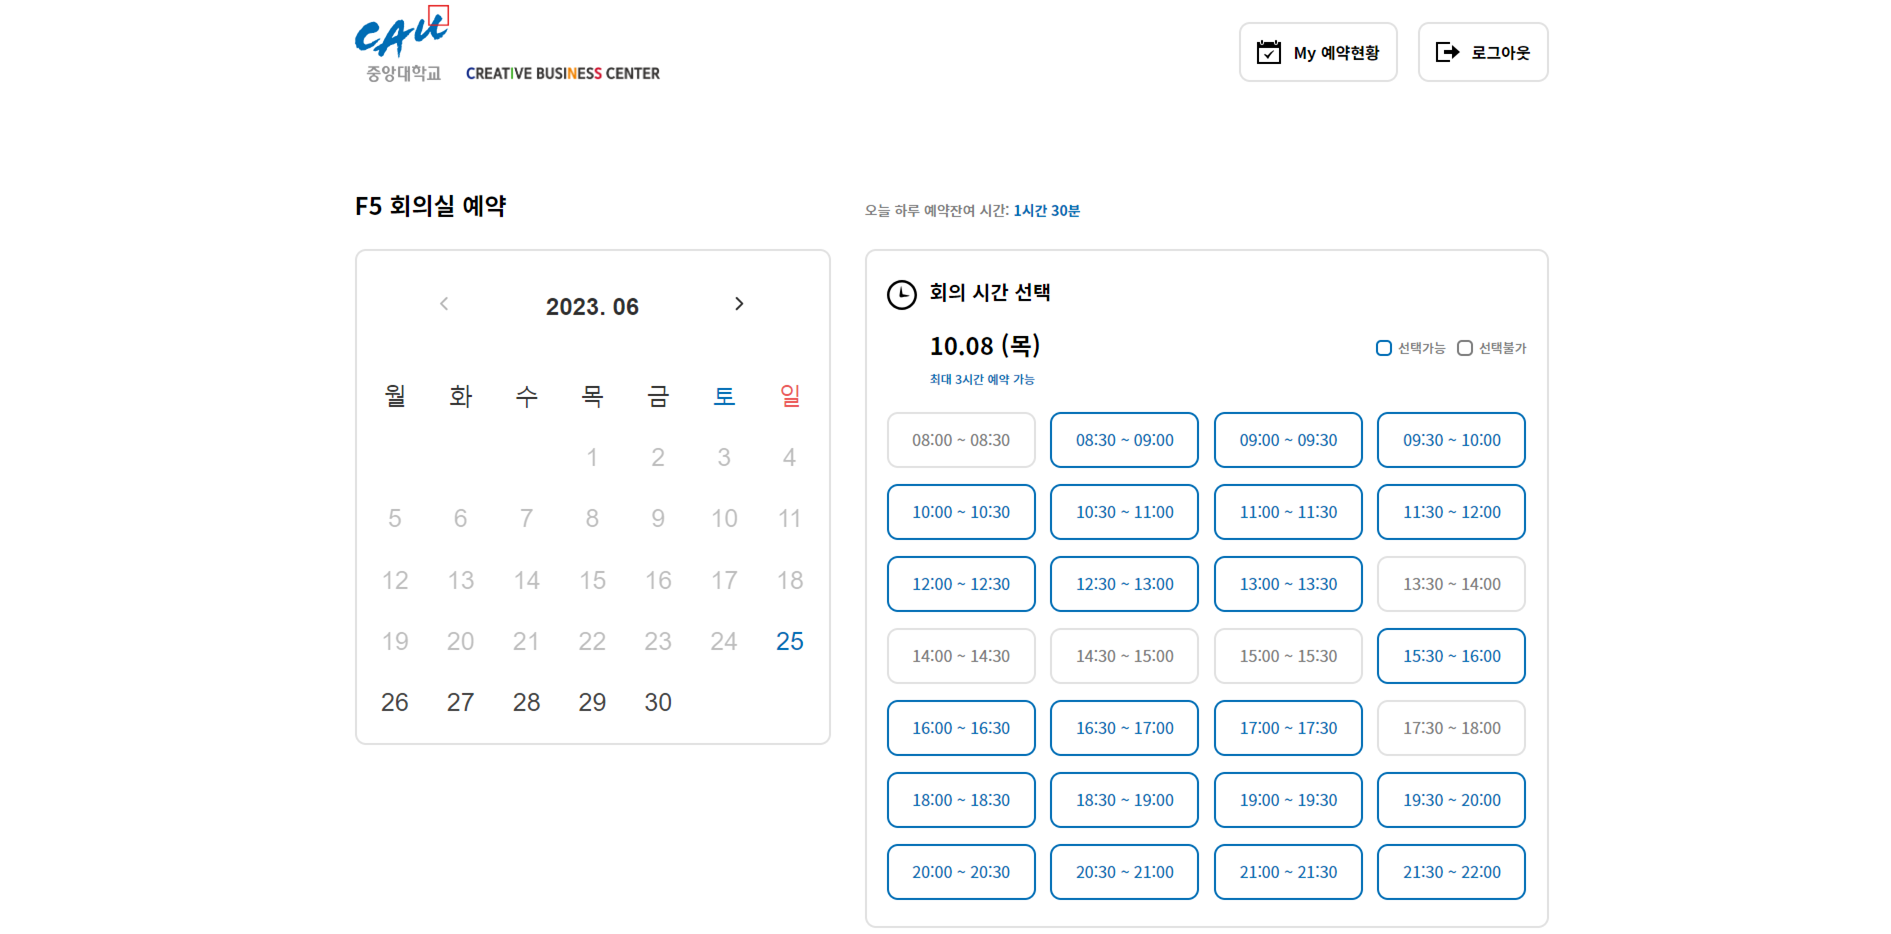 CAU
중앙대학교 CREATIVE BUSINESS CENTER
My 예약현황
로그아웃
F5 회의실 예약
오늘 하루 예약잔여 시간: 1시간 30분
2023. 06
월 화 수 목 금 토 일
1 2 3 4
5 6 7 8 9 10 11
12 13 14 15 16 17 18
19 20 21 22 23 24 25
26 27 28 29 30
회의 시간 선택
10.08 (목)
선택가능 선택불가
최대 3시간 예약 가능
08:00 ~ 08:30 08:30 ~ 09:00 09:00 ~ 09:30 09:30 ~ 10:00
10:00 ~ 10:30 10:30 ~ 11:00 11:00 ~ 11:30 11:30 ~ 12:00
12:00 ~ 12:30 12:30 ~ 13:00 13:00 ~ 13:30 13:30 ~ 14:00
14:00 ~ 14:30 14:30 ~ 15:00 15:00 ~ 15:30 15:30 ~ 16:00
16:00 ~ 16:30 16:30 ~ 17:00 17:00 ~ 17:30 17:30 ~ 18:00
18:00 ~ 18:30 18:30 ~ 19:00 19:00 ~ 19:30 19:30 ~ 20:00
20:00 ~ 20:30 20:30 ~ 21:00 21:00 ~ 21:30 21:30 ~ 22:00